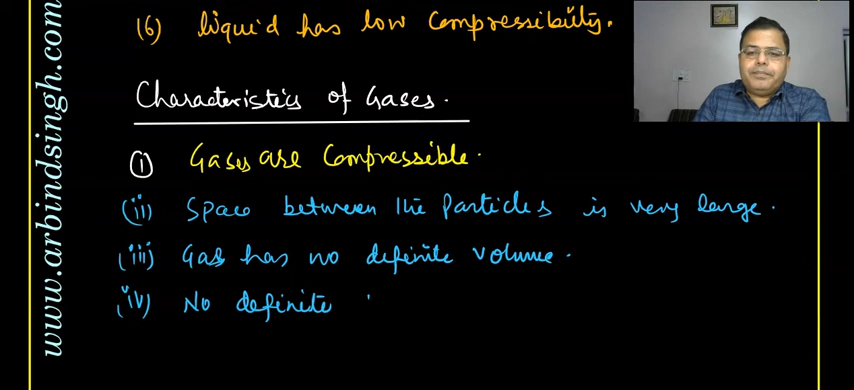 (6) Liquid has low compressibility.
Characteristics of Gases.
(i) Gases are Compressible.
(ii) Space between the Particles is very large.
(iii) Gas has no definite volume.
(iv) No definite
www.arbindsingh.com